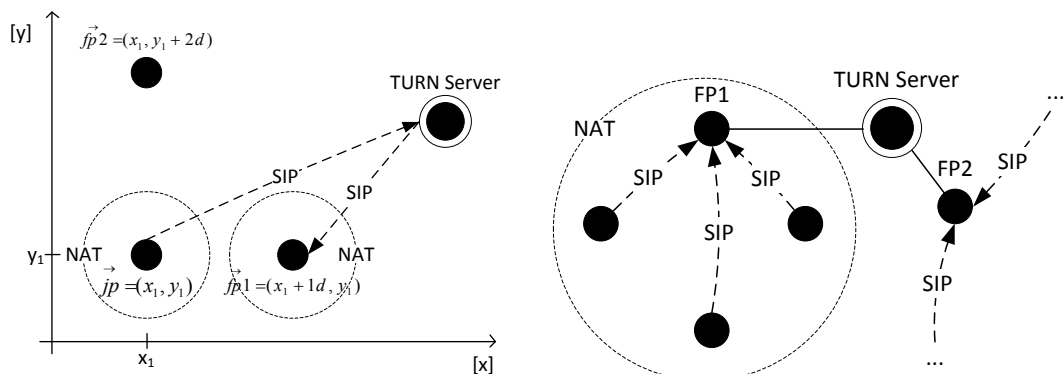 [y]
fp2=(x₁, y₁ + 2d)
TURN Server
SIP
SIP
NAT
NAT
y₁
jp=(x₁, y₁)
fp1=(x₁ + 1d, y₁)
x₁
[x]
FP1
TURN Server
...
NAT
SIP
FP2
SIP
SIP
SIP
SIP
...